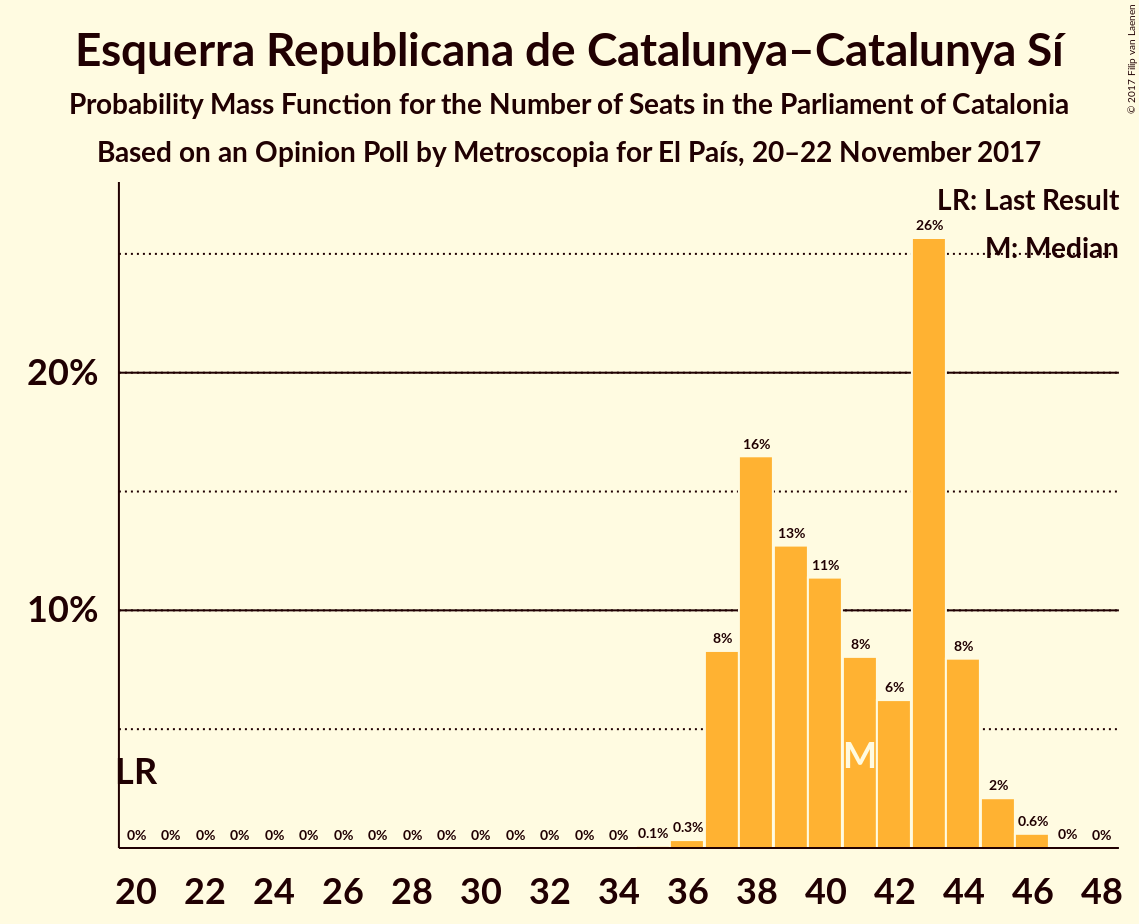 Esquerra Republicana de Catalunya–Catalunya Sí
Probability Mass Function for the Number of Seats in the Parliament of Catalonia
Based on an Opinion Poll by Metroscopia for El País, 20–22 November 2017
© 2017 Filip van Laenen
LR: Last Result
M: Median
20%
10%
26%
16%
13%
11%
8%
8%
6%
8%
2%
LR
M
0% 0% 0% 0% 0% 0% 0% 0% 0% 0% 0% 0% 0% 0% 0% 0.1% 0.3% 0.6% 0% 0%
20 22 24 26 28 30 32 34 36 38 40 42 44 46 48